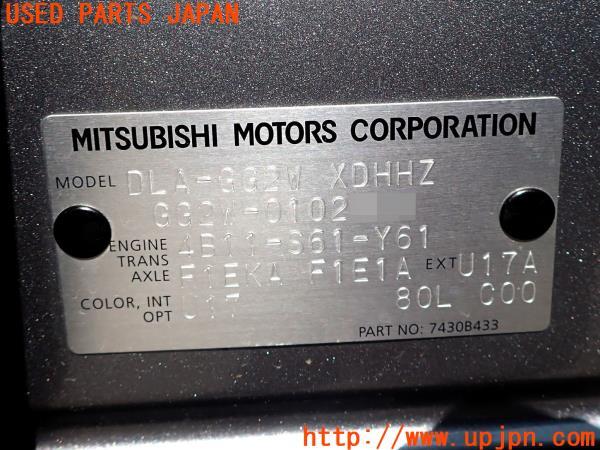 USED PARTS JAPAN
MITSUBISHI MOTORS CORPORATION
MODEL DLA-GG2W XDHHZ
GG2W-0102
ENGINE 4B11-S61-Y61
TRANS AXLE F1EKA F1E1A EXT U17A
COLOR, INT OPT U17 80L C00
PART NO: 7430B433
http://www.upjpn.com/